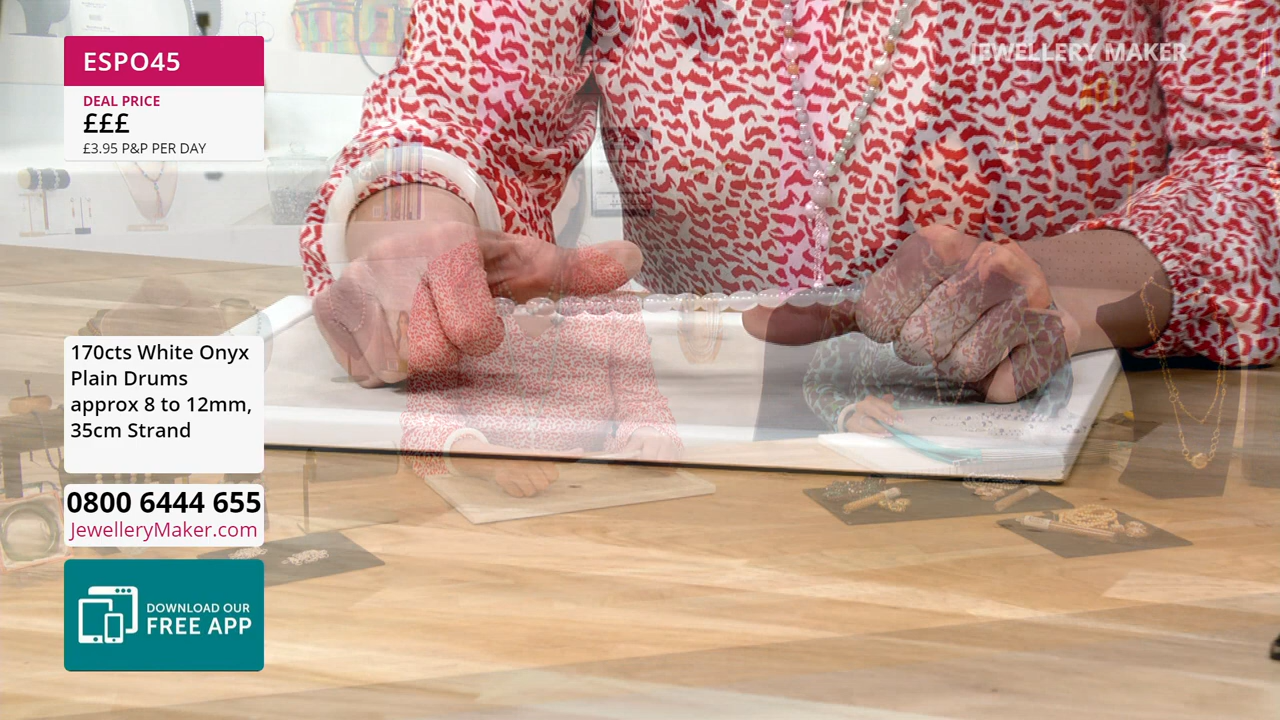 ESPO45
DEAL PRICE
£££
£3.95 P&P PER DAY
JEWELLERY MAKER
170cts White Onyx
Plain Drums
approx 8 to 12mm,
35cm Strand
0800 6444 655
JewelleryMaker.com
DOWNLOAD OUR
FREE APP